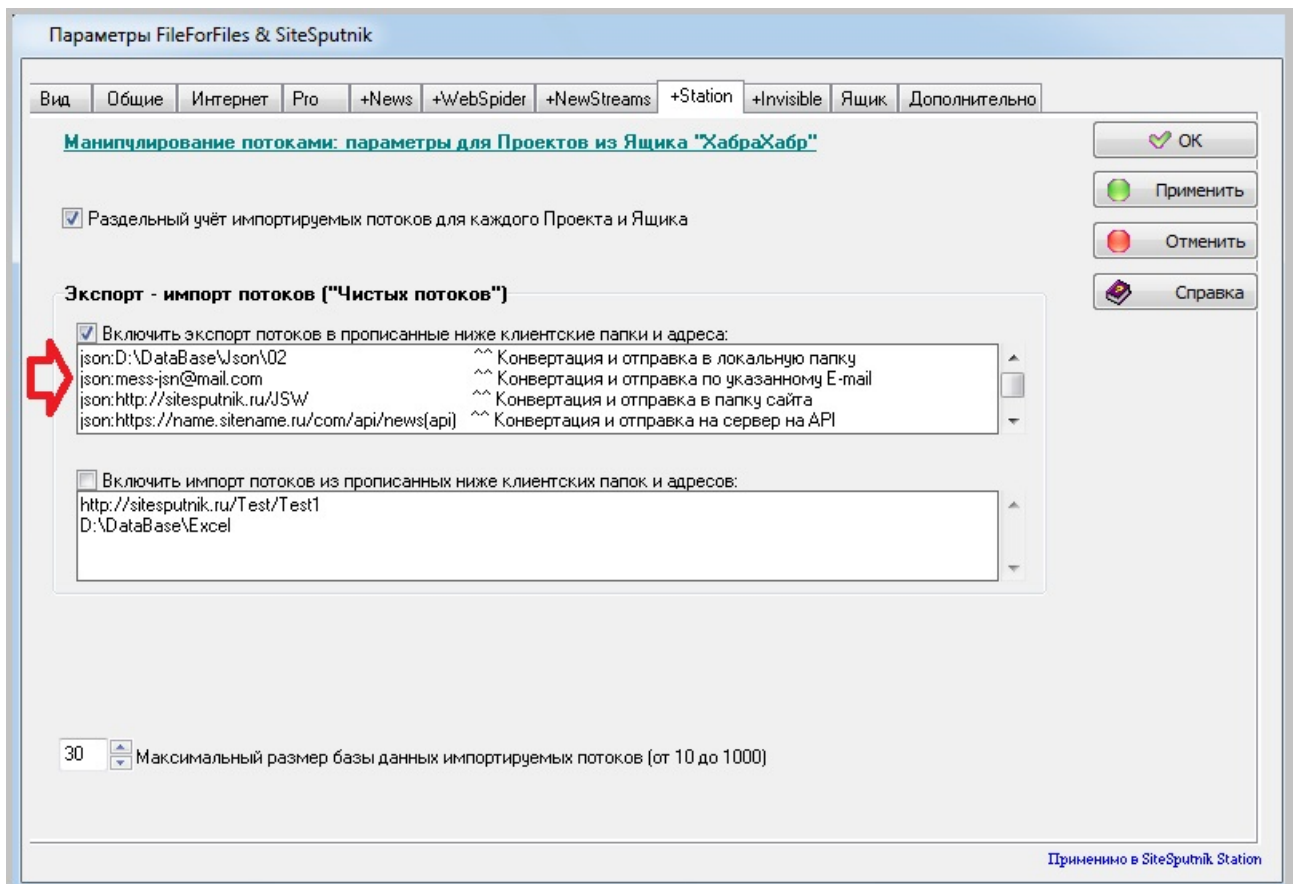 Параметры FileForFiles & SiteSputnik
Вид Общие Интернет Pro +News +WebSpider +NewStreams +Station +Invisible Ящик Дополнительно
Манипулирование потоками: параметры для Проектов из Ящика "ХабраХабр"
OK
Применить
Отменить
Справка
Раздельный учёт импортируемых потоков для каждого Проекта и Ящика
Экспорт - импорт потоков ("Чистых потоков")
Включить экспорт потоков в прописанные ниже клиентские папки и адреса:
json:D:\DataBase\Json\02 ^^ Конвертация и отправка в локальную папку
json:mess-jsn@mail.com ^^ Конвертация и отправка по указанному E-mail
json:http://sitesputnik.ru/JSW ^^ Конвертация и отправка в папку сайта
json:https://name.sitename.ru/com/api/news(api) ^^ Конвертация и отправка на сервер на API
Включить импорт потоков из прописанных ниже клиентских папок и адресов:
http://sitesputnik.ru/Test/Test1
D:\DataBase\Excel
30 Максимальный размер базы данных импортируемых потоков (от 10 до 1000)
Применимо в SiteSputnik Station